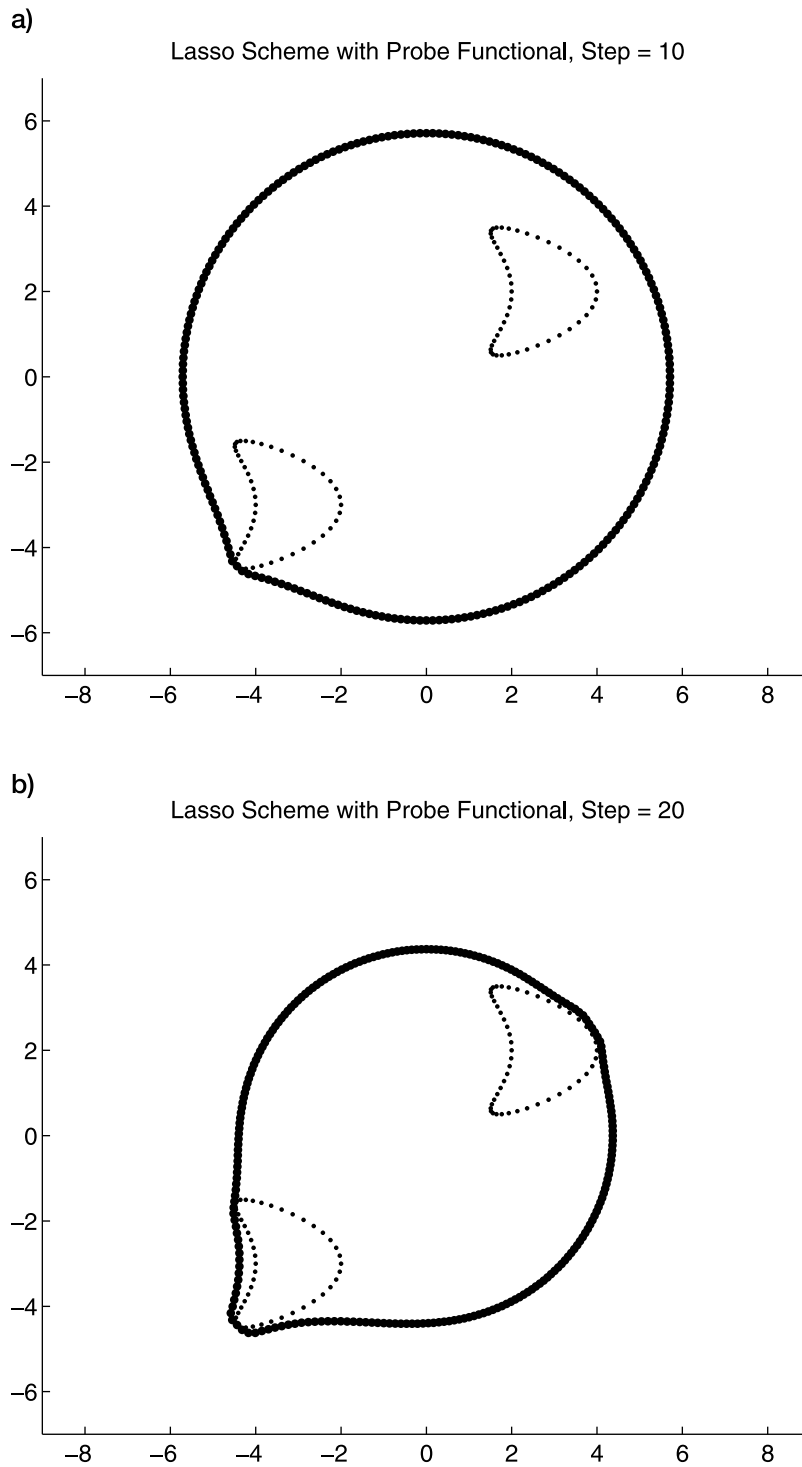 a)
Lasso Scheme with Probe Functional, Step = 10
6
4
2
0
−2
−4
−6
−8 −6 −4 −2 0 2 4 6 8
b)
Lasso Scheme with Probe Functional, Step = 20
6
4
2
0
−2
−4
−6
−8 −6 −4 −2 0 2 4 6 8